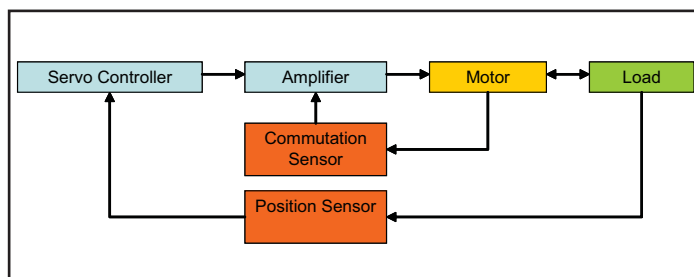 Servo Controller
Amplifier
Motor
Load
Commutation
Sensor
Position Sensor